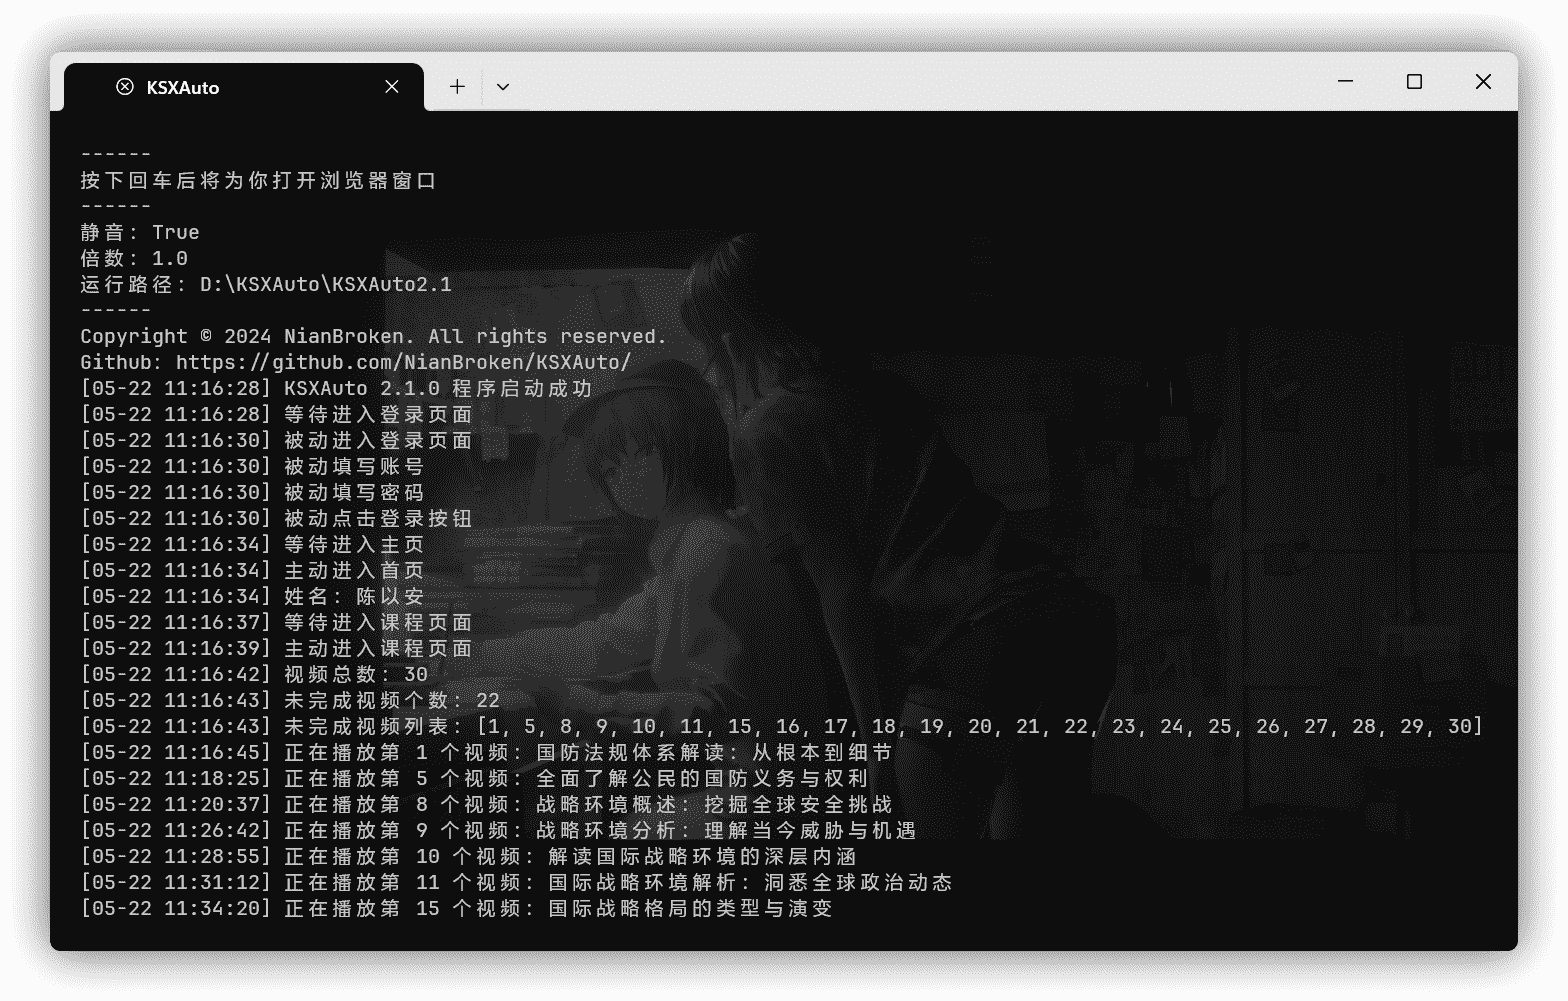 KSXAuto
------
按下回车后将为你打开浏览器窗口
------
静音: True
倍数: 1.0
运行路径: D:\KSXAuto\KSXAuto2.1
------
Copyright © 2024 NianBroken. All rights reserved.
Github: https://github.com/NianBroken/KSXAuto/
[05-22 11:16:28] KSXAuto 2.1.0 程序启动成功
[05-22 11:16:28] 等待进入登录页面
[05-22 11:16:30] 被动进入登录页面
[05-22 11:16:30] 被动填写账号
[05-22 11:16:30] 被动填写密码
[05-22 11:16:30] 被动点击登录按钮
[05-22 11:16:34] 等待进入主页
[05-22 11:16:34] 主动进入首页
[05-22 11:16:34] 姓名: 陈以安
[05-22 11:16:37] 等待进入课程页面
[05-22 11:16:39] 主动进入课程页面
[05-22 11:16:42] 视频总数: 30
[05-22 11:16:43] 未完成视频个数: 22
[05-22 11:16:43] 未完成视频列表: [1, 5, 8, 9, 10, 11, 15, 16, 17, 18, 19, 20, 21, 22, 23, 24, 25, 26, 27, 28, 29, 30]
[05-22 11:16:45] 正在播放第 1 个视频: 国防法规体系解读: 从根本到细节
[05-22 11:18:25] 正在播放第 5 个视频: 全面了解公民的国防义务与权利
[05-22 11:20:37] 正在播放第 8 个视频: 战略环境概述: 挖掘全球安全挑战
[05-22 11:26:42] 正在播放第 9 个视频: 战略环境分析: 理解当今威胁与机遇
[05-22 11:28:55] 正在播放第 10 个视频: 解读国际战略环境的深层内涵
[05-22 11:31:12] 正在播放第 11 个视频: 国际战略环境解析: 洞悉全球政治动态
[05-22 11:34:20] 正在播放第 15 个视频: 国际战略格局的类型与演变